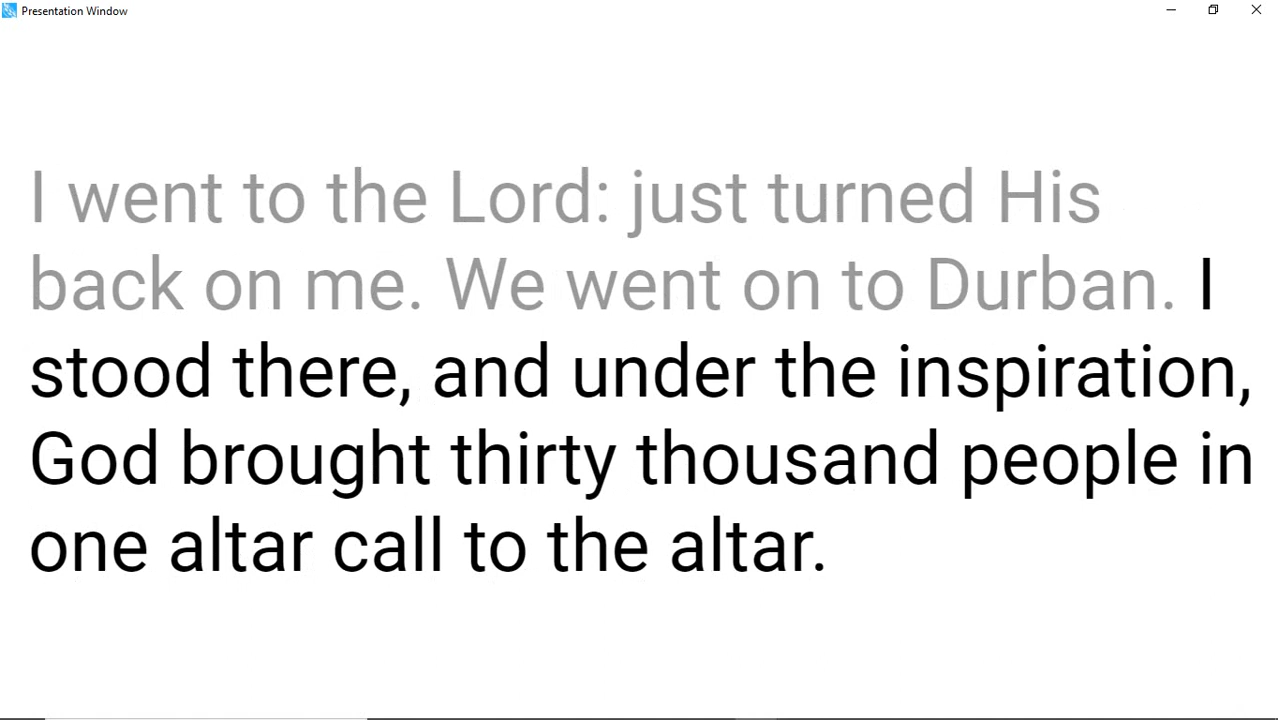 Presentation Window
I went to the Lord: just turned His
back on me. We went on to Durban. I
stood there, and under the inspiration,
God brought thirty thousand people in
one altar call to the altar.